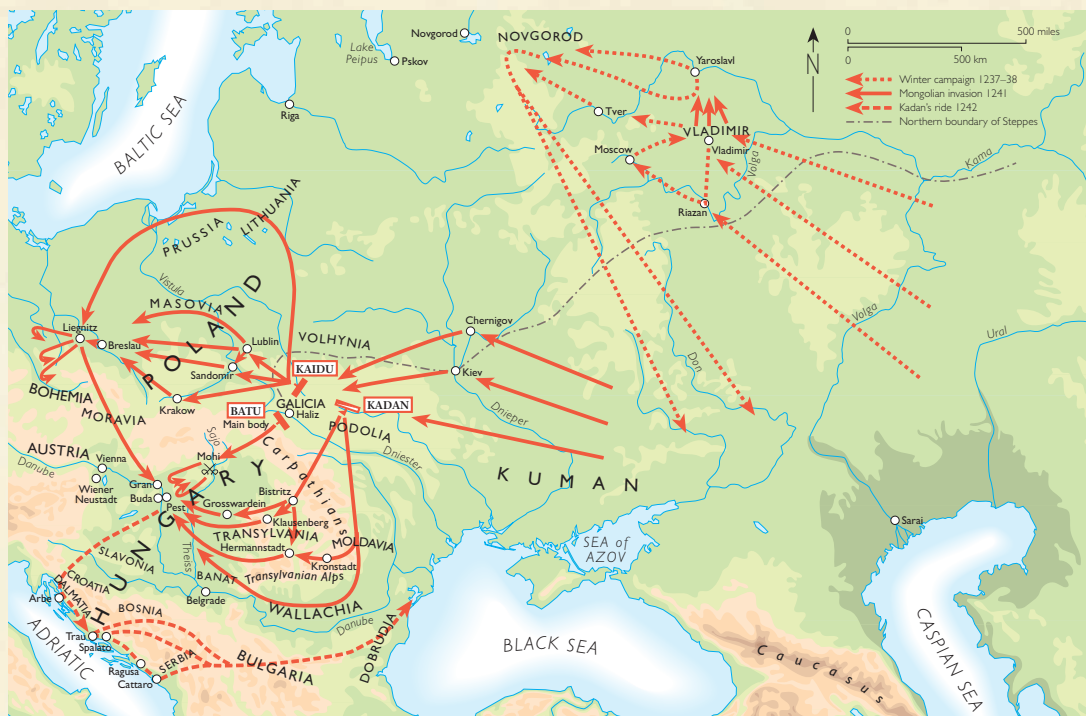 Novgorod
NOVGOROD
Lake
Peipus
Pskov
Yaroslavl
0
500 miles
0
500 km
N
Winter campaign 1237–38
Mongolian invasion 1241
Kadan's ride 1242
Northern boundary of Steppes
Riga
BALTIC SEA
Tver
VLADIMIR
Vladimir
Moscow
Volga
Kama
Riazan
PRUSSIA
LITHUANIA
Vistula
MASOVIA
POLAND
Volga
Ural
Don
Liegnitz
Breslau
Lublin
VOLHYNIA
Chernigov
Sandomir
KAIDU
Kiev
BOHEMIA
Krakow
BATU
Main body
GALICIA
Haliz
KADAN
MORAVIA
PODOLIA
Dnieper
Dniester
AUSTRIA
Vienna
Danube
Wiener
Neustadt
Sajo
Mohi
Carpathians
KUMAN
Gran
Buda
Pest
HUNGARY
Bistritz
Grosswardein
Klausenberg
TRANSYLVANIA
Hermannstadt
MOLDAVIA
Kronstadt
Sarai
SEA of
AZOV
SLAVONIA
Theiss
BANAT
Transylvanian Alps
CROATIA
DALMATIA
Arbe
Belgrade
WALLACHIA
Danube
BOSNIA
Trau
Spalato
ADRIATIC
Ragusa
Cattaro
SERBIA
BULGARIA
DOBRUDIA
BLACK SEA
Caucasus
CASPIAN SEA